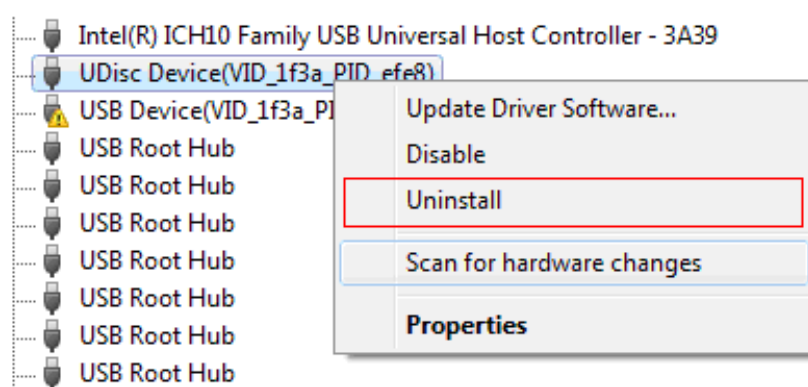 Intel(R) ICH10 Family USB Universal Host Controller - 3A39
UDisc Device(VID_1f3a_PID_efe8)
USB Device(VID_1f3a_PI
USB Root Hub
USB Root Hub
USB Root Hub
USB Root Hub
USB Root Hub
USB Root Hub
USB Root Hub
Update Driver Software...
Disable
Uninstall
Scan for hardware changes
Properties